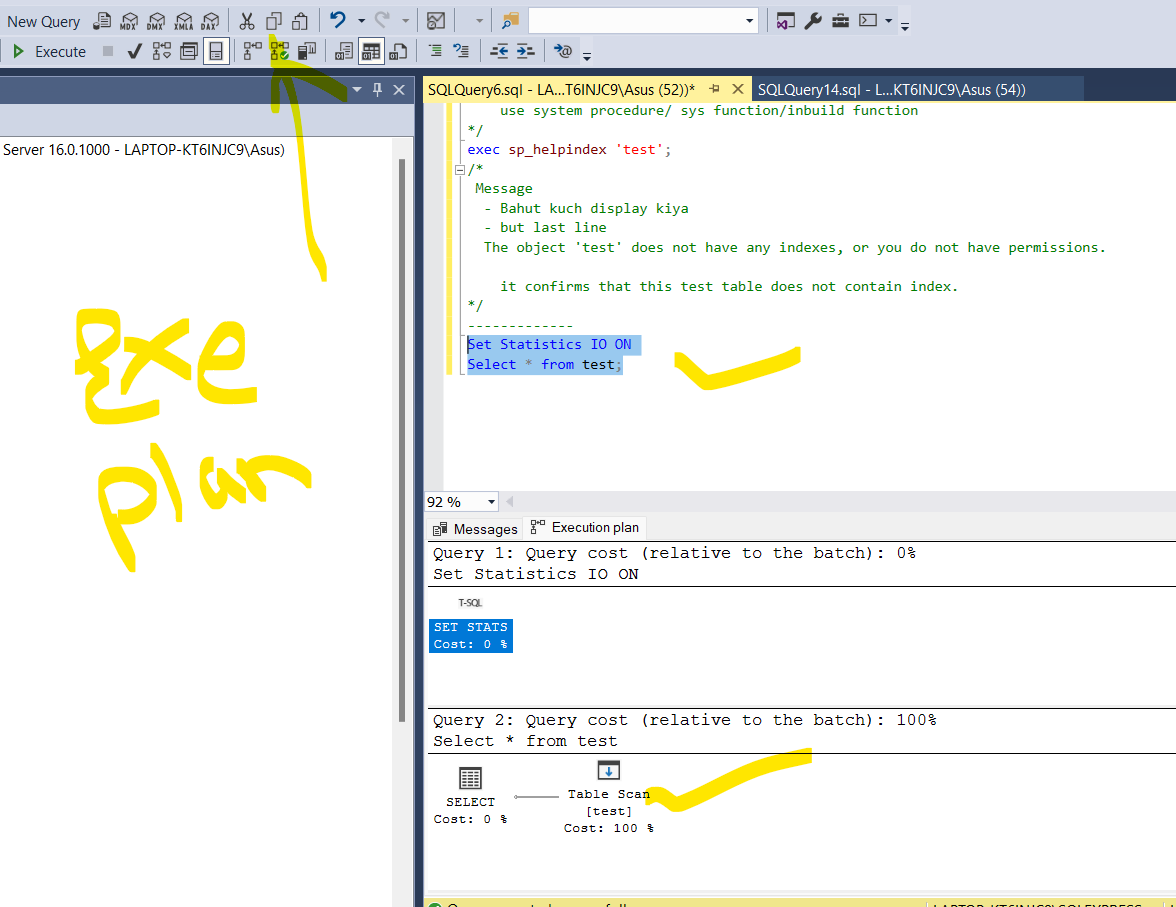 New Query MDX DMX XMLA DAX
Execute
SQLQuery6.sql - LA...T6INJC9\Asus (52))* SQLQuery14.sql - L...KT6INJC9\Asus (54))
Server 16.0.1000 - LAPTOP-KT6INJC9\Asus)
use system procedure/ sys function/inbuild function
*/
exec sp_helpindex 'test';
/*
Message
- Bahut kuch display kiya
- but last line
The object 'test' does not have any indexes, or you do not have permissions.
it confirms that this test table does not contain index.
*/
-------------
Set Statistics IO ON
Select * from test;
Exe
plan
92 %
Messages Execution plan
Query 1: Query cost (relative to the batch): 0%
Set Statistics IO ON
T-SQL
SET STATS
Cost: 0 %
Query 2: Query cost (relative to the batch): 100%
Select * from test
SELECT
Cost: 0 %
Table Scan
[test]
Cost: 100 %